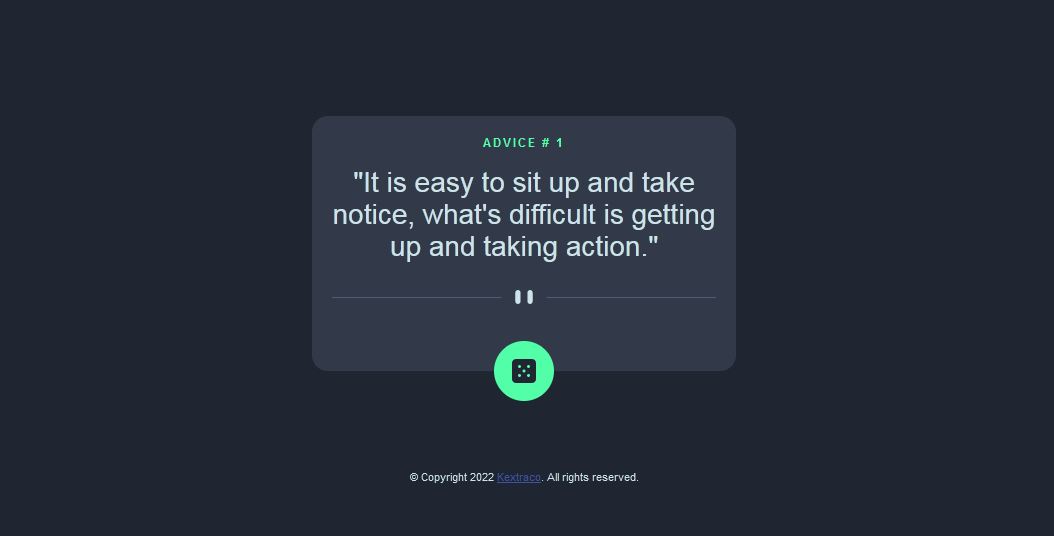 ADVICE # 1
"It is easy to sit up and take
notice, what's difficult is getting
up and taking action."
© Copyright 2022 Kextraco. All rights reserved.